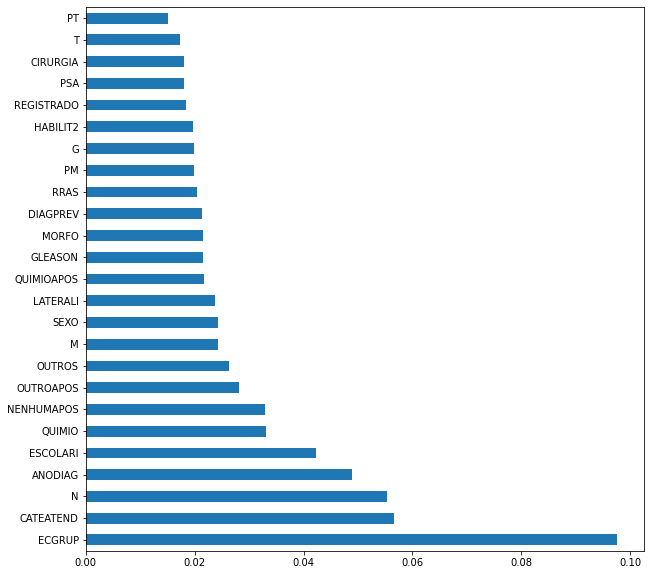 PT
T
CIRURGIA
PSA
REGISTRADO
HABILIT2
G
PM
RRAS
DIAGPREV
MORFO
GLEASON
QUIMIOAPOS
LATERALI
SEXO
M
OUTROS
OUTROAPOS
NENHUMAPOS
QUIMIO
ESCOLARI
ANODIAG
N
CATEATEND
ECGRUP
0.00 0.02 0.04 0.06 0.08 0.10